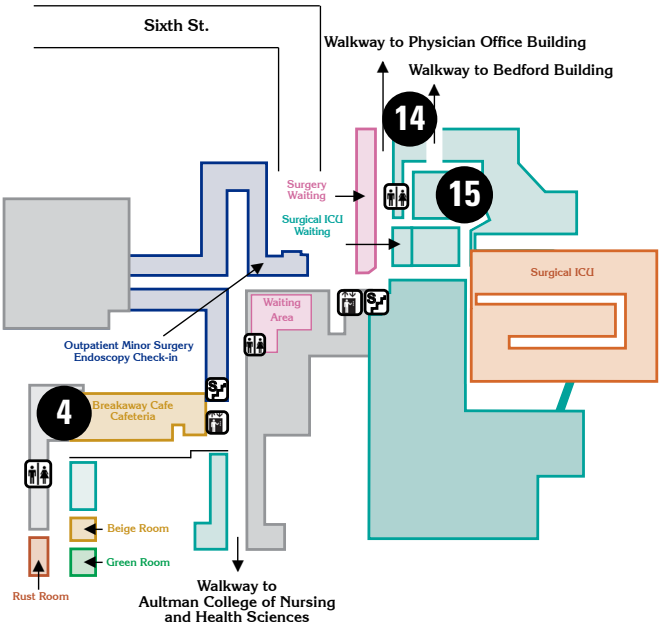 Sixth St.
Walkway to Physician Office Building
Walkway to Bedford Building
14
15
Surgery
Waiting
Surgical ICU
Waiting
Surgical ICU
Waiting
Area
S
Outpatient Minor Surgery
Endoscopy Check-in
S
4
Breakaway Cafe
Cafeteria
Beige Room
Green Room
Rust Room
Walkway to
Aultman College of Nursing
and Health Sciences